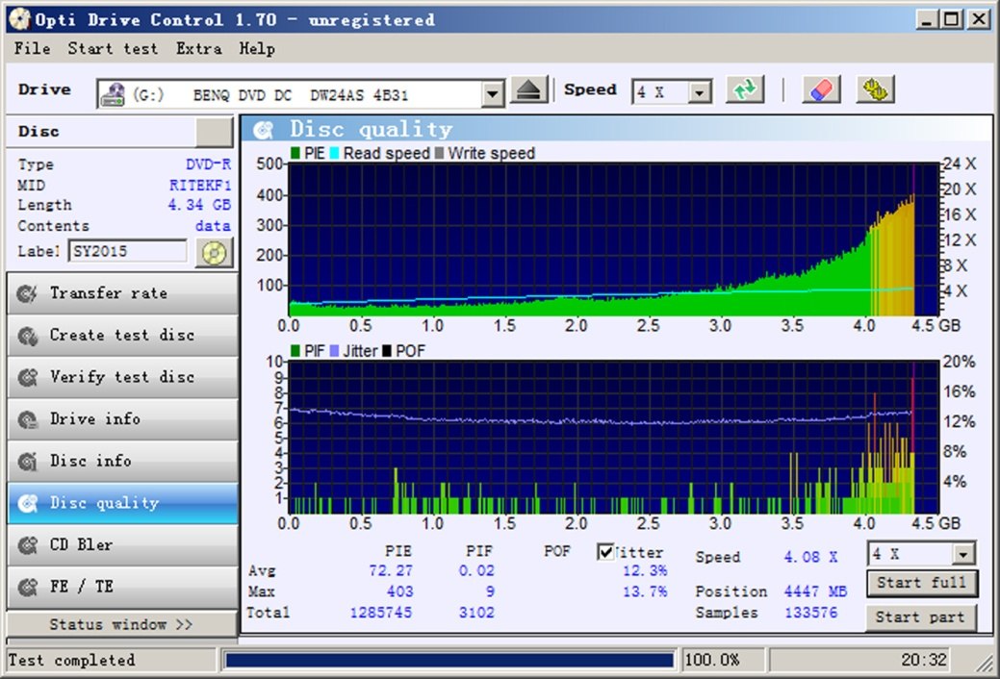 Opti Drive Control 1.70 - unregistered
File Start test Extra Help
Drive (G:) BENQ DVD DC DW24AS 4B31 Speed 4 X
Disc
Type DVD-R
MID RITEKF1
Length 4.34 GB
Contents data
Label SY2015
Transfer rate
Create test disc
Verify test disc
Drive info
Disc info
Disc quality
CD Bler
FE / TE
Status window >>
Disc quality
PIE Read speed Write speed
500 24 X
20 X
400
16 X
300
12 X
200
8 X
100
4 X
0.0 0.5 1.0 1.5 2.0 2.5 3.0 3.5 4.0 4.5 GB
PIF Jitter POF
10 20%
9
8 16%
7
6 12%
5
4 8%
3
2 4%
1
0.0 0.5 1.0 1.5 2.0 2.5 3.0 3.5 4.0 4.5 GB
PIE PIF POF Jitter
Avg 72.27 0.02 12.3%
Max 403 9 13.7%
Total 1285745 3102
Speed 4.08 X
Position 4447 MB
Samples 133576
4 X
Start full
Start part
Test completed 100.0% 20:32